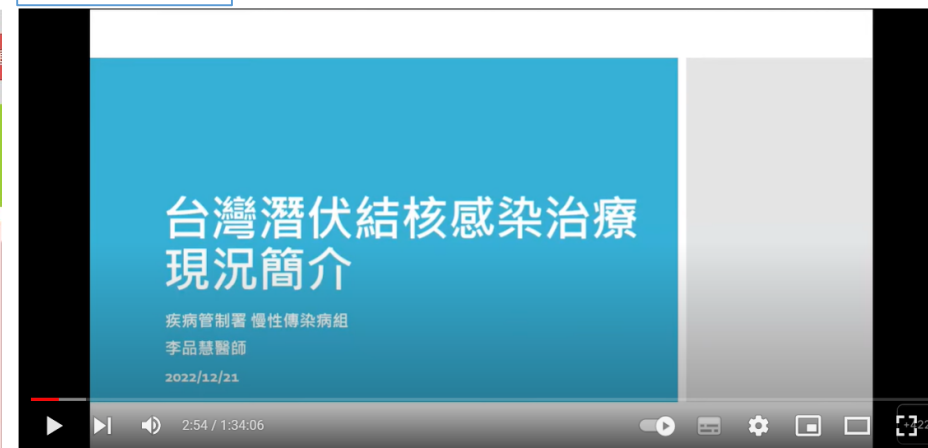 台灣潛伏結核感染治療
現況簡介
疾病管制署 慢性傳染病組
李品慧醫師
2022/12/21
2:54 / 1:34:06